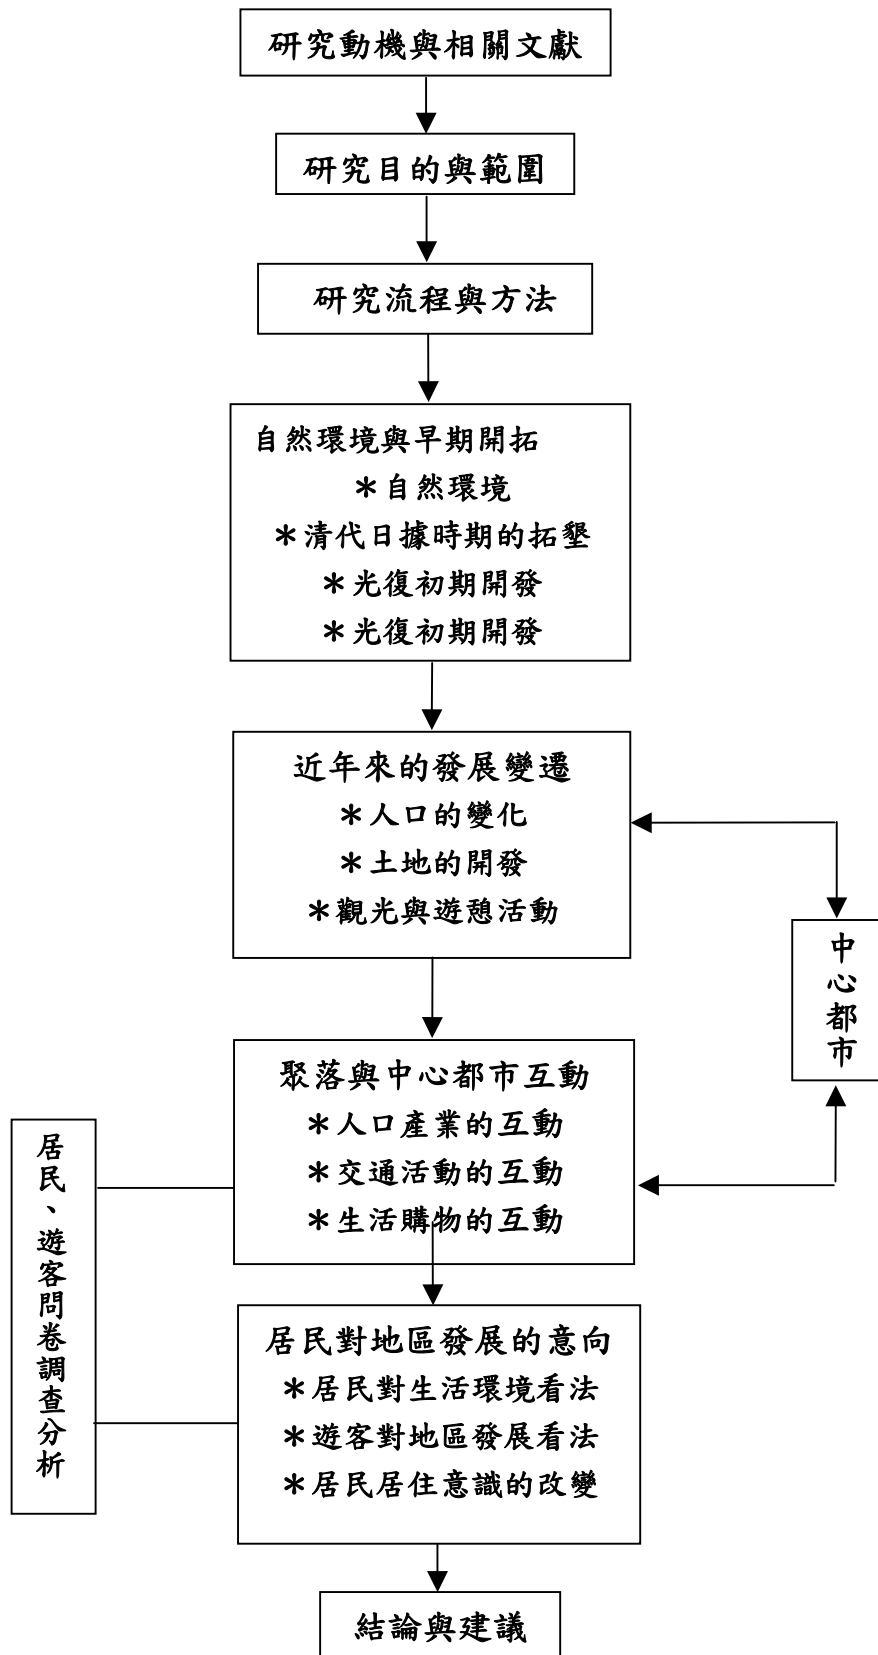 研究動機與相關文獻
研究目的與範圍
研究流程與方法
自然環境與早期開拓
＊自然環境
＊清代日據時期的拓墾
＊光復初期開發
＊光復初期開發
近年來的發展變遷
＊人口的變化
＊土地的開發
＊觀光與遊憩活動
中心都市
聚落與中心都市互動
＊人口產業的互動
＊交通活動的互動
＊生活購物的互動
居民、遊客問卷調查分析
居民對地區發展的意向
＊居民對生活環境看法
＊遊客對地區發展看法
＊居民居住意識的改變
結論與建議